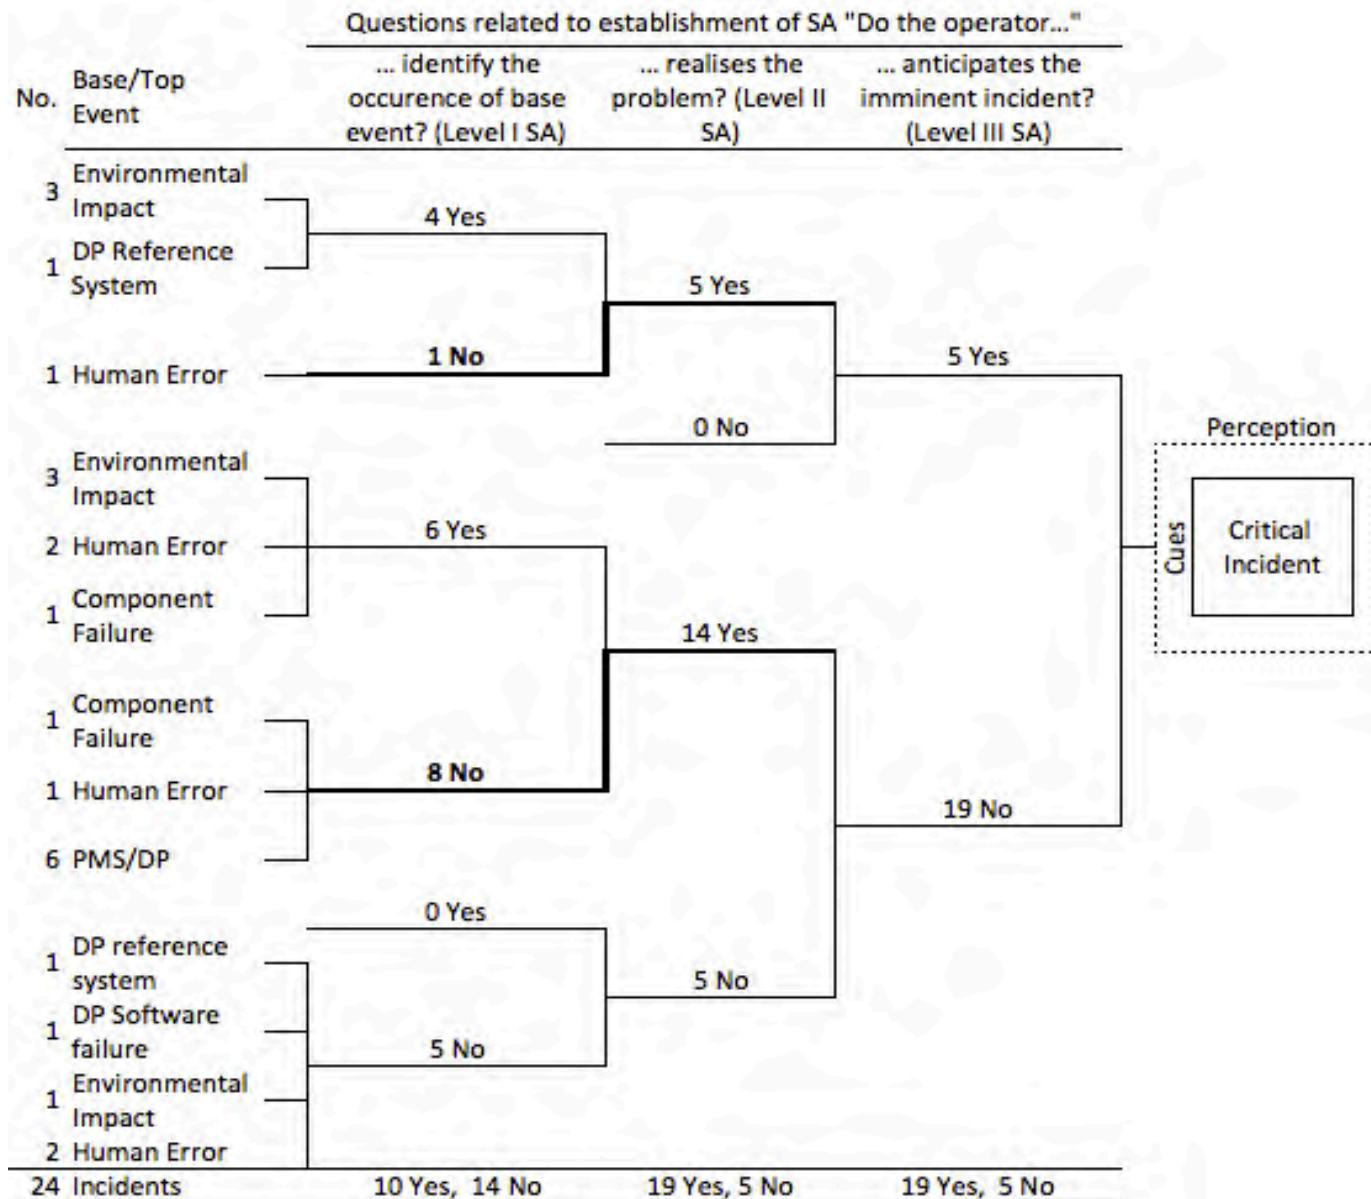 Questions related to establishment of SA "Do the operator..."
No.
Base/Top
Event
... identify the
occurence of base
event? (Level I SA)
... realises the
problem? (Level II
SA)
... anticipates the
imminent incident?
(Level III SA)
3 Environmental
Impact
4 Yes
1 DP Reference
System
5 Yes
1 No
1 Human Error
5 Yes
0 No
Perception
Cues
Critical
Incident
3 Environmental
Impact
6 Yes
2 Human Error
1 Component
Failure
14 Yes
1 Component
Failure
8 No
1 Human Error
19 No
6 PMS/DP
0 Yes
1 DP reference
system
5 No
1 DP Software
failure
5 No
1 Environmental
Impact
2 Human Error
24 Incidents 10 Yes, 14 No 19 Yes, 5 No 19 Yes, 5 No